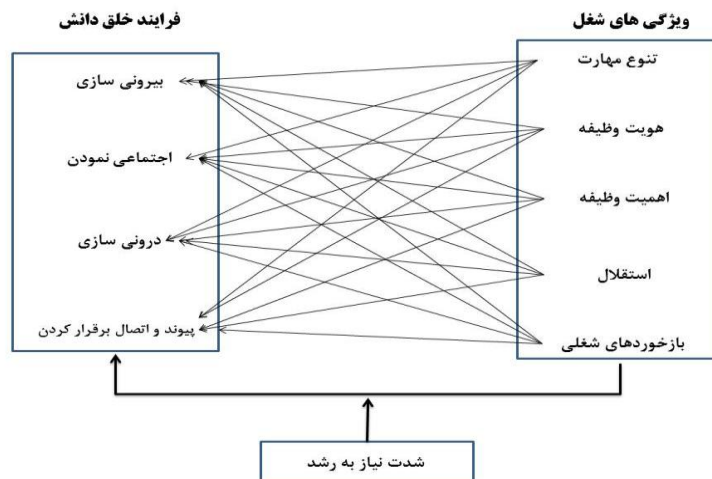 ویژگی های شغل
تنوع مهارت
هویت وظیفه
اهمیت وظیفه
استقلال
بازخوردهای شغلی
فرایند خلق دانش
بیرونی سازی
اجتماعی نمودن
درونی سازی
پیوند و اتصال برقرار کردن
شدت نیاز به رشد